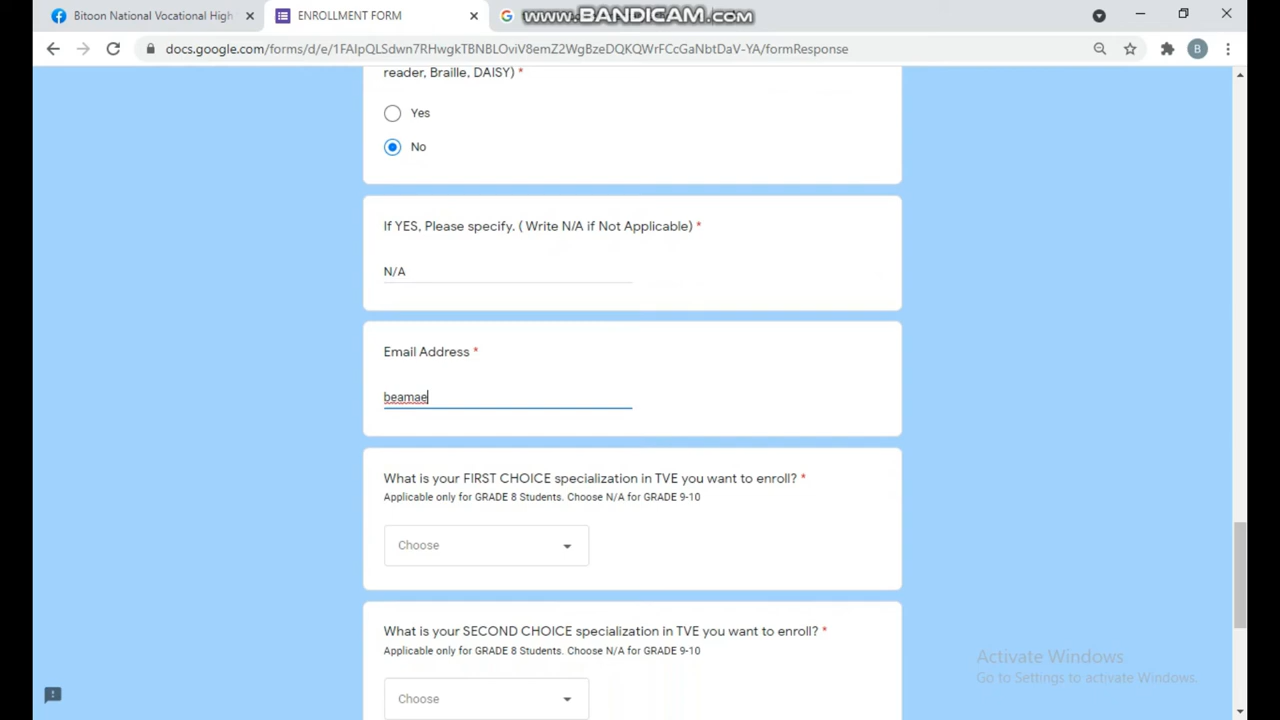 Bitoon National Vocational High
ENROLLMENT FORM
www.BANDICAM.com
docs.google.com/forms/d/e/1FAIpQLSdwn7RHwgkTBNBLOviV8emZ2WgBzeDQKQWrFCcGaNbtDaV-YA/formResponse
B
reader, Braille, DAISY) *
Yes
No
If YES, Please specify. ( Write N/A if Not Applicable) *
N/A
Email Address *
beamae
What is your FIRST CHOICE specialization in TVE you want to enroll? *
Applicable only for GRADE 8 Students. Choose N/A for GRADE 9-10
Choose
What is your SECOND CHOICE specialization in TVE you want to enroll? *
Applicable only for GRADE 8 Students. Choose N/A for GRADE 9-10
Choose
Activate Windows
Go to Settings to activate Windows.